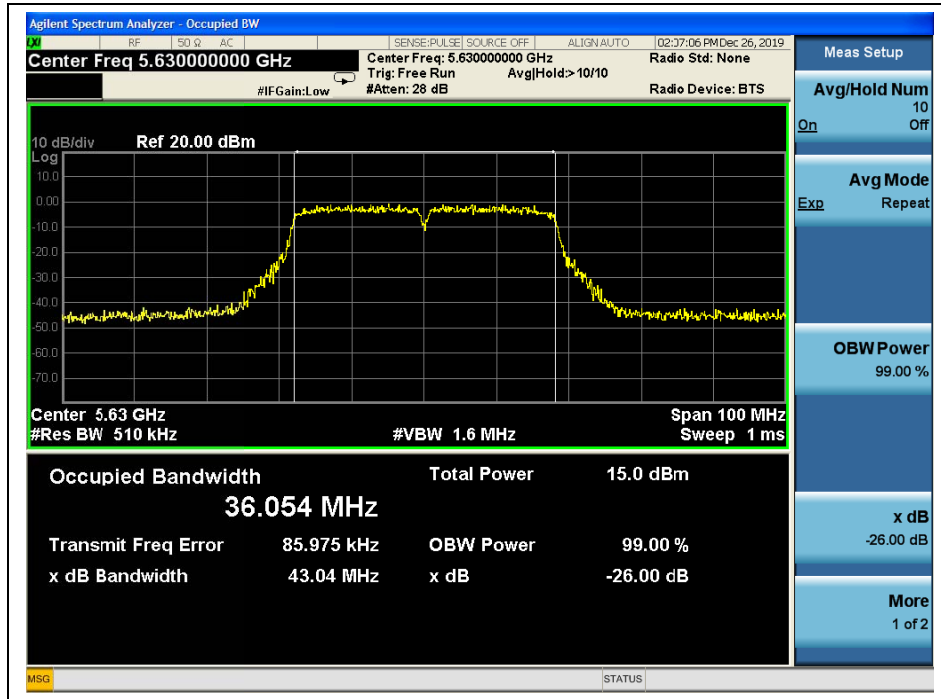 Agilent Spectrum Analyzer - Occupied BW
LXI RF 50 Ω AC SENSE:PULSE SOURCE OFF ALIGN AUTO 02:37:06 PM Dec 26, 2019
Center Freq 5.630000000 GHz
Center Freq: 5.630000000 GHz Radio Std: None
Trig: Free Run Avg|Hold:> 10/10
#IFGain:Low #Atten: 28 dB Radio Device: BTS
10 dB/div Ref 20.00 dBm
Log
10.0
0.00
-10.0
-20.0
-30.0
-40.0
-50.0
-60.0
-70.0
Center 5.63 GHz Span 100 MHz
#Res BW 510 kHz #VBW 1.6 MHz Sweep 1 ms
Occupied Bandwidth Total Power 15.0 dBm
36.054 MHz
Transmit Freq Error 85.975 kHz OBW Power 99.00 %
x dB Bandwidth 43.04 MHz x dB -26.00 dB
Meas Setup
Avg/Hold Num
10
On Off
Avg Mode
Exp Repeat
OBW Power
99.00 %
x dB
-26.00 dB
More
1 of 2
MSG STATUS